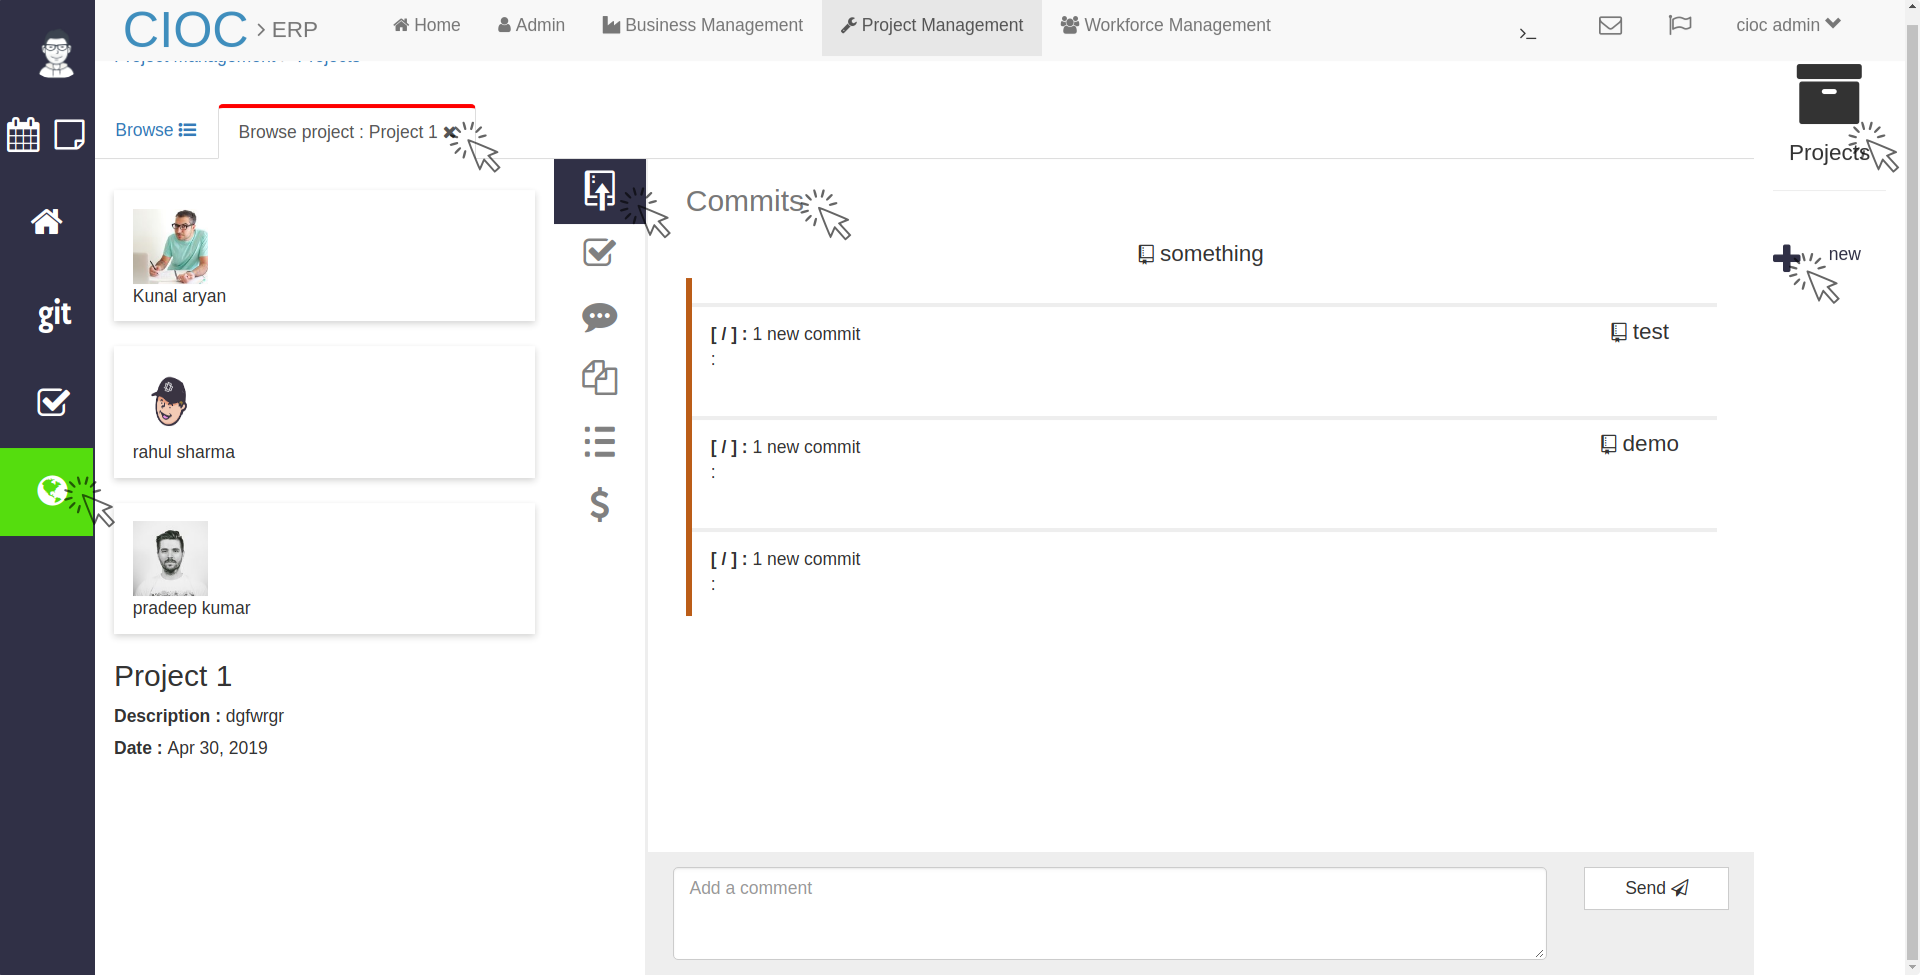 CIOC > ERP
Home
Admin
Business Management
Project Management
Workforce Management
>_
cioc admin
Project Management
Projects
Browse
Browse project : Project 1
Projects
new
git
Kunal aryan
rahul sharma
pradeep kumar
Project 1
Description : dgfwrgr
Date : Apr 30, 2019
Commits
something
[ / ] : 1 new commit
:
test
[ / ] : 1 new commit
:
demo
[ / ] : 1 new commit
:
$
Add a comment
Send